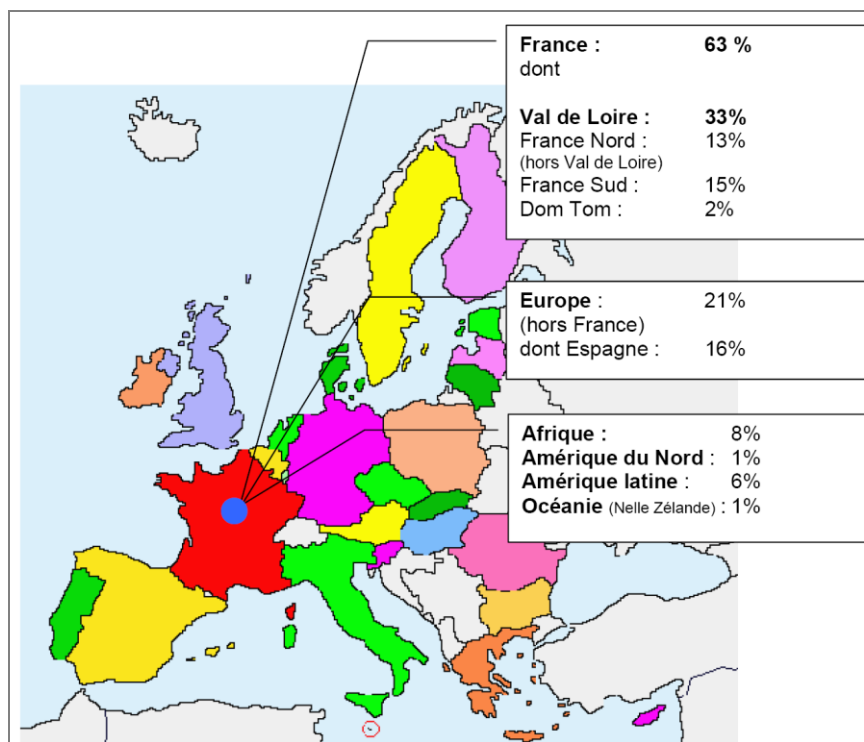 France : 63 %
dont
Val de Loire : 33%
France Nord : 13%
(hors Val de Loire)
France Sud : 15%
Dom Tom : 2%
Europe : 21%
(hors France)
dont Espagne : 16%
Afrique : 8%
Amérique du Nord : 1%
Amérique latine : 6%
Océanie (Nelle Zélande) : 1%